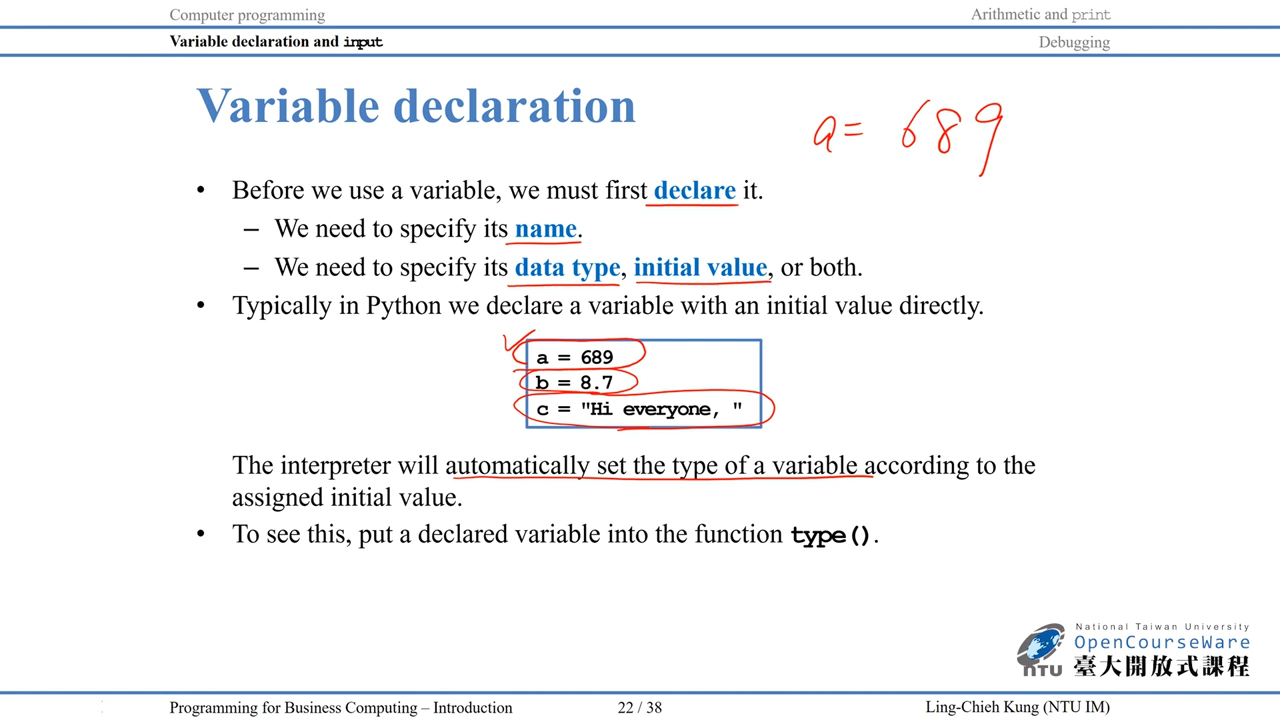 Computer programming
Arithmetic and print
Variable declaration and input
Debugging
Variable declaration
a = 689
• Before we use a variable, we must first declare it.
– We need to specify its name.
– We need to specify its data type, initial value, or both.
• Typically in Python we declare a variable with an initial value directly.
a = 689
b = 8.7
c = "Hi everyone, "
The interpreter will automatically set the type of a variable according to the
assigned initial value.
• To see this, put a declared variable into the function type().
National Taiwan University
OpenCourseWare
NTU 臺大開放式課程
Programming for Business Computing – Introduction
22 / 38
Ling-Chieh Kung (NTU IM)